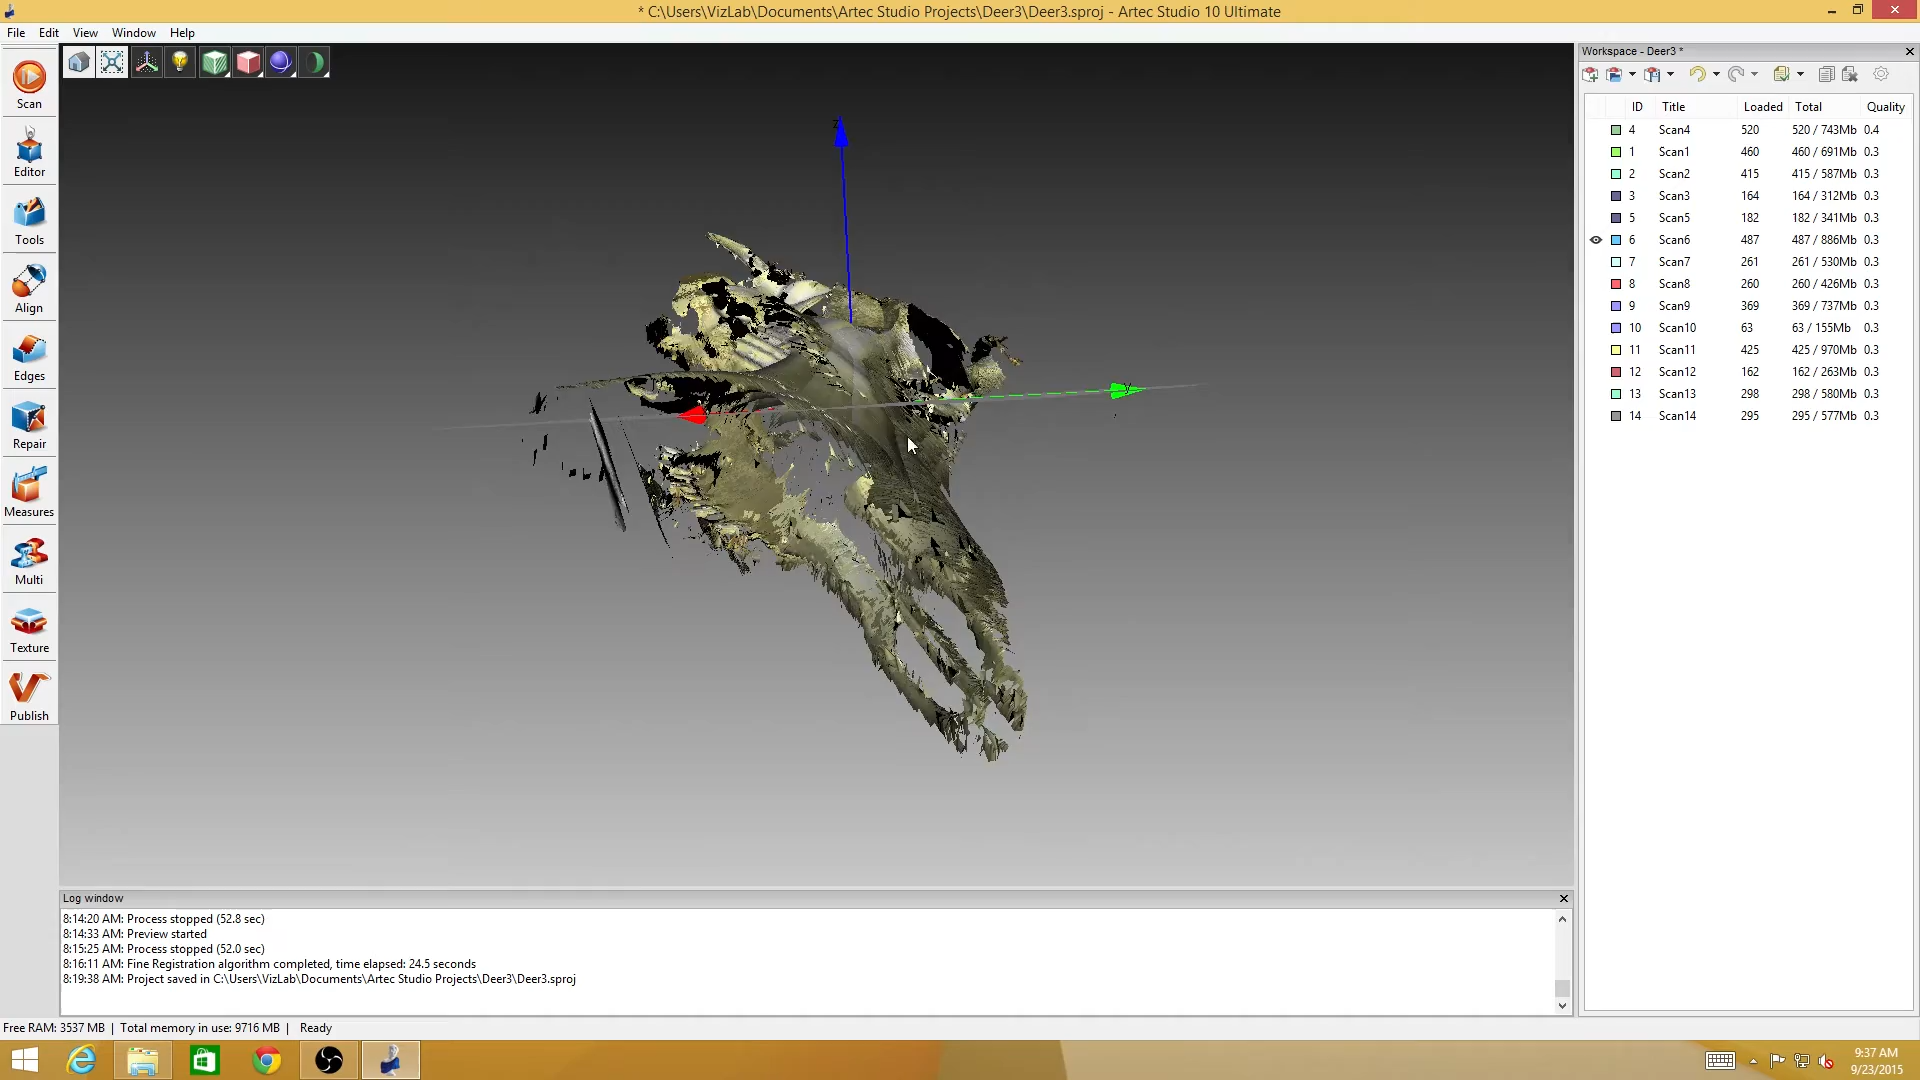 * C:\Users\VizLab\Documents\Artec Studio Projects\Deer3\Deer3.sproj - Artec Studio 10 Ultimate
File Edit View Window Help
Scan
Editor
Tools
Align
Edges
Repair
Measures
Multi
Texture
Publish
z
Workspace - Deer3 *
ID Title Loaded Total Quality
4 Scan4 520 520 / 743Mb 0.4
1 Scan1 460 460 / 691Mb 0.3
2 Scan2 415 415 / 587Mb 0.3
3 Scan3 164 164 / 312Mb 0.3
5 Scan5 182 182 / 341Mb 0.3
6 Scan6 487 487 / 886Mb 0.3
7 Scan7 261 261 / 530Mb 0.3
8 Scan8 260 260 / 426Mb 0.3
9 Scan9 369 369 / 737Mb 0.3
10 Scan10 63 63 / 155Mb 0.3
11 Scan11 425 425 / 970Mb 0.3
12 Scan12 162 162 / 263Mb 0.3
13 Scan13 298 298 / 580Mb 0.3
14 Scan14 295 295 / 577Mb 0.3
Log window
8:14:20 AM: Process stopped (52.8 sec)
8:14:33 AM: Preview started
8:15:25 AM: Process stopped (52.0 sec)
8:16:11 AM: Fine Registration algorithm completed, time elapsed: 24.5 seconds
8:19:38 AM: Project saved in C:\Users\VizLab\Documents\Artec Studio Projects\Deer3\Deer3.sproj
Free RAM: 3537 MB | Total memory in use: 9716 MB | Ready
9:37 AM
9/23/2015